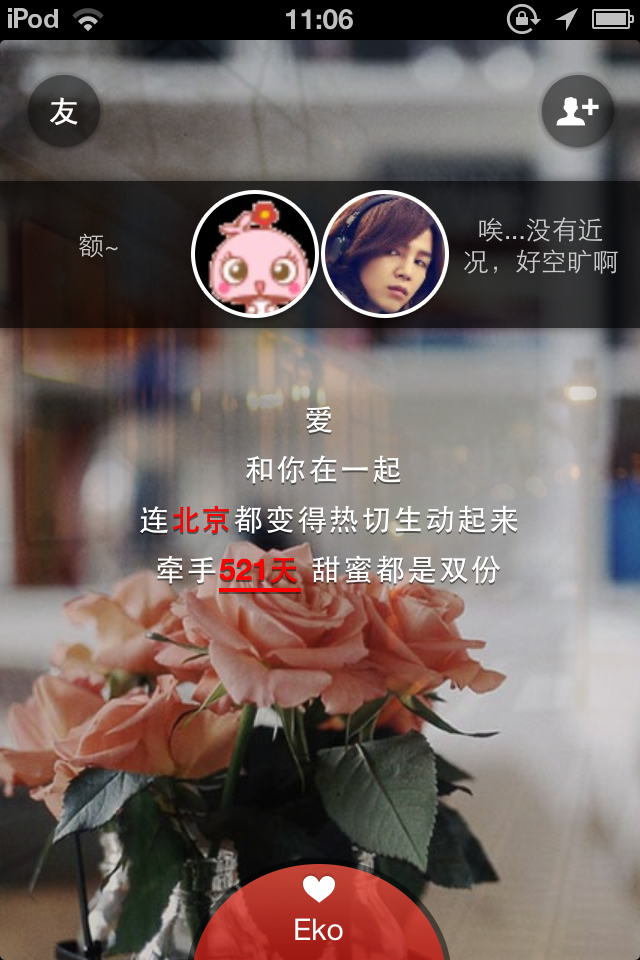 iPod 11:06
友
额~
唉...没有近
况，好空旷啊
爱
和你在一起
连北京都变得热切生动起来
牵手521天 甜蜜都是双份
Eko